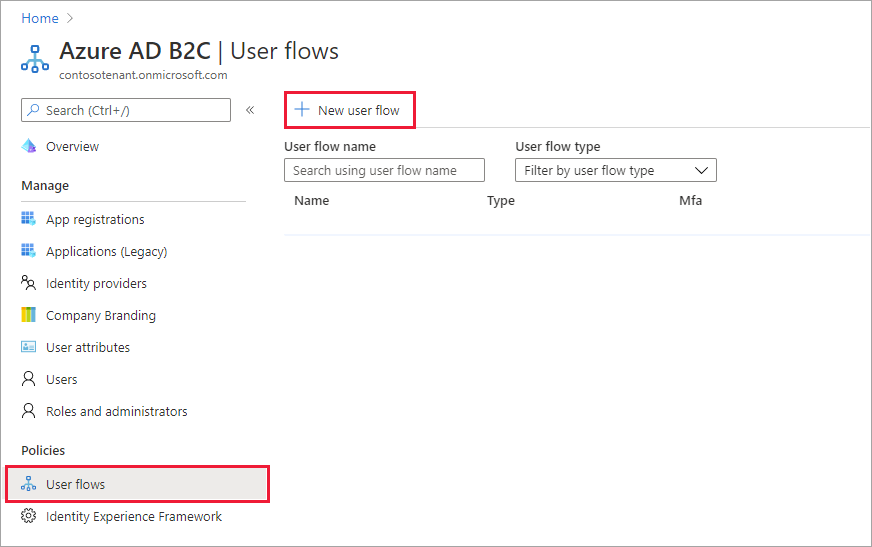 Home
Azure AD B2C | User flows
contosotenant.onmicrosoft.com
Search (Ctrl+/)
«
Overview
Manage
App registrations
Applications (Legacy)
Identity providers
Company Branding
User attributes
Users
Roles and administrators
Policies
User flows
Identity Experience Framework
New user flow
User flow name
User flow type
Search using user flow name
Filter by user flow type
Name Type Mfa